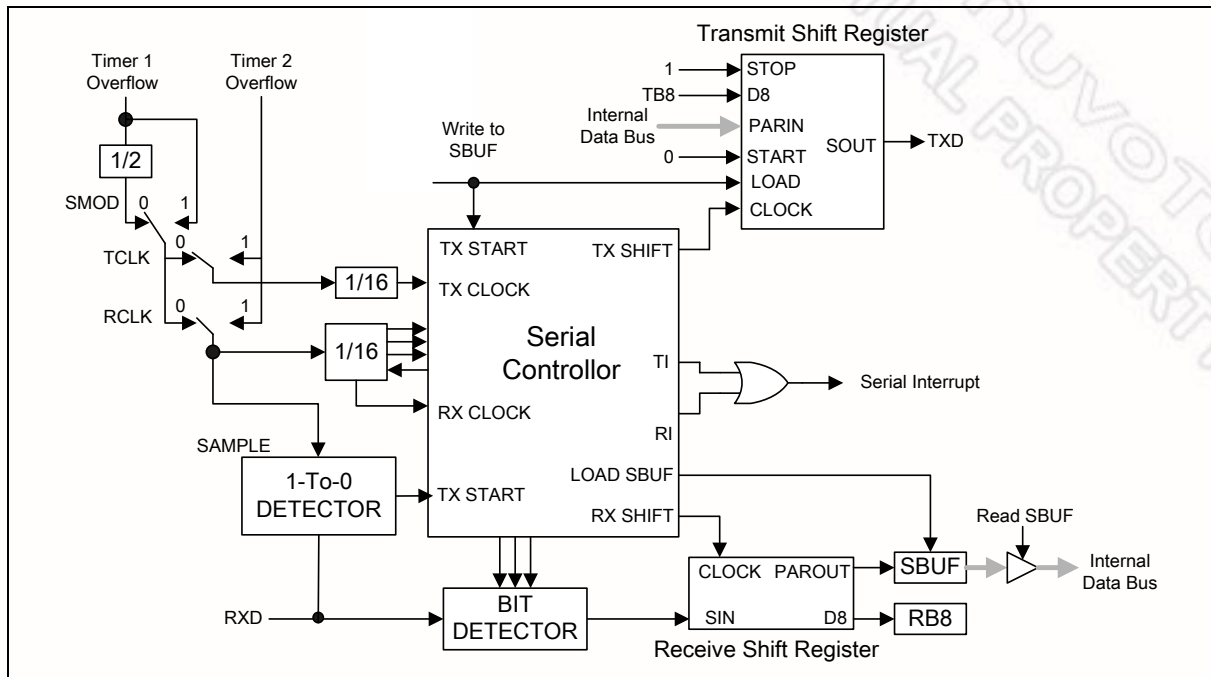 Transmit Shift Register
Timer 1
Overflow
Timer 2
Overflow
1
STOP
TB8
D8
Internal
Data Bus
PARIN
SOUT
TXD
0
START
LOAD
CLOCK
Write to
SBUF
1/2
SMOD
0
1
TCLK
0
1
RCLK
0
1
1/16
1/16
TX START
TX SHIFT
TX CLOCK
Serial
Controllor
TI
RI
Serial Interrupt
RX CLOCK
SAMPLE
1-To-0
DETECTOR
TX START
LOAD SBUF
RX SHIFT
Read SBUF
CLOCK
PAROUT
SBUF
Internal
Data Bus
RXD
BIT
DETECTOR
SIN
D8
RB8
Receive Shift Register